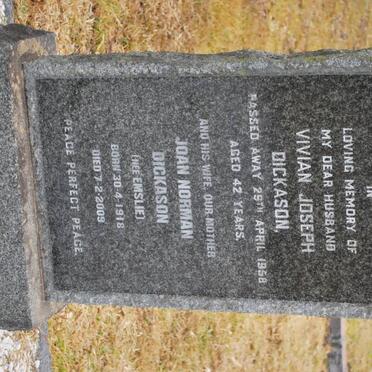 IN
LOVING MEMORY OF
MY DEAR HUSBAND
VIVIAN JOSEPH
DICKASON,
PASSED AWAY 29TH APRIL 1958
AGED 42 YEARS.
AND HIS WIFE, OUR MOTHER
JOAN NORMAN
DICKASON
(NEE EMSLIE)
BORN 30·4·1918
DIED 7·2·2009
PEACE PERFECT PEACE